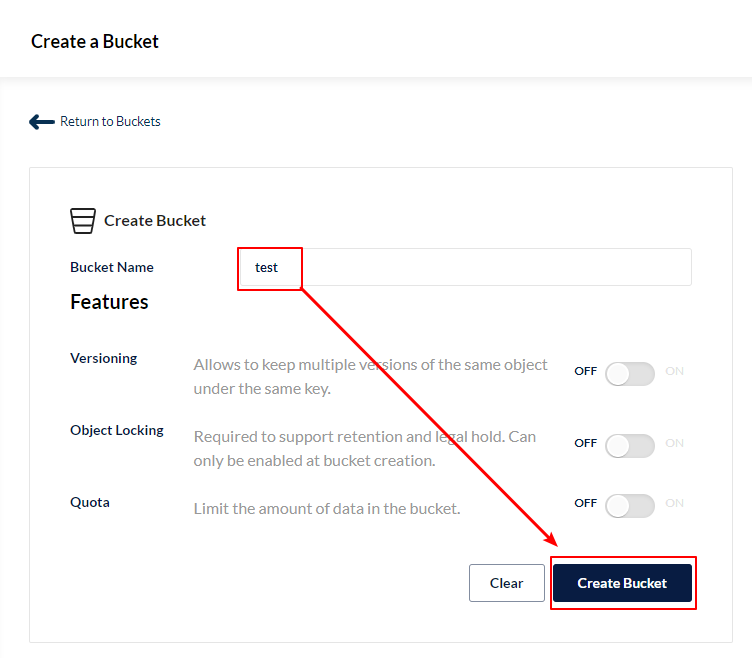 Create a Bucket
Return to Buckets
Create Bucket
Bucket Name
test
Features
Versioning
Allows to keep multiple versions of the same object
under the same key.
OFF
ON
Object Locking
Required to support retention and legal hold. Can
only be enabled at bucket creation.
OFF
ON
Quota
Limit the amount of data in the bucket.
OFF
ON
Clear
Create Bucket